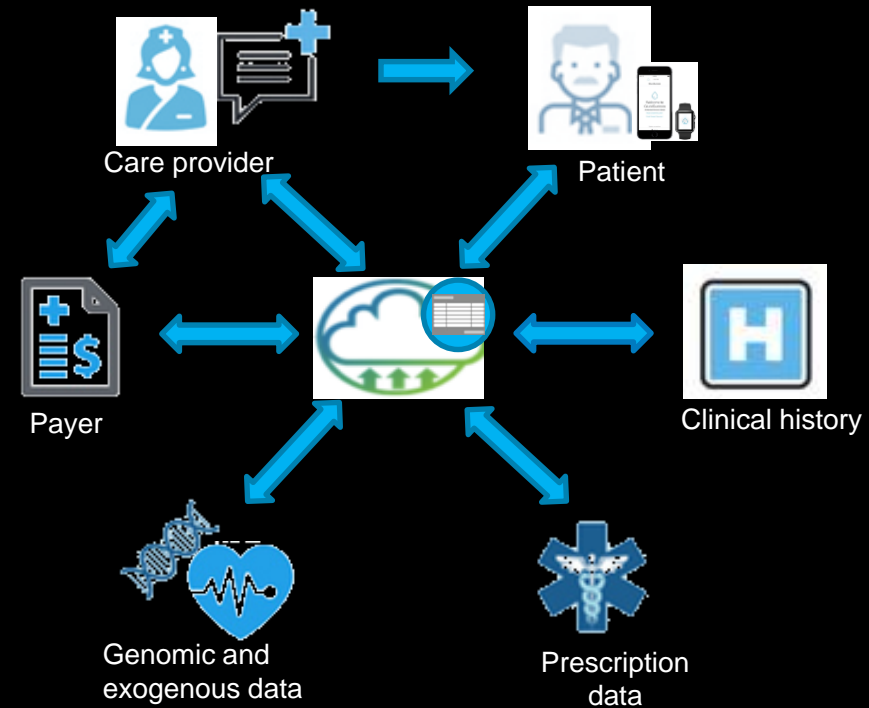 Care provider
Patient
Payer
H
Clinical history
Genomic and
exogenous data
Prescription
data